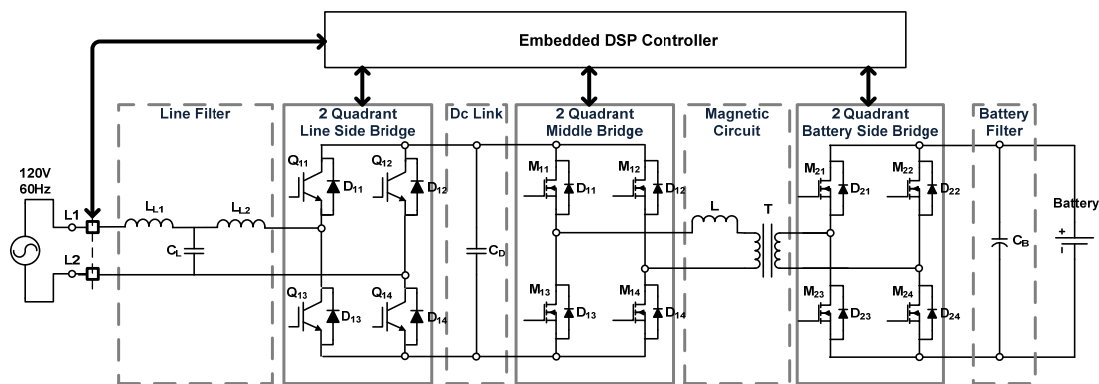 Embedded DSP Controller
Line Filter
2 Quadrant
Line Side Bridge
Dc Link
2 Quadrant
Middle Bridge
Magnetic
Circuit
2 Quadrant
Battery Side Bridge
Battery
Filter
120V
60Hz
L1
L2
LL1
LL2
CL
Q11
D11
Q12
D12
Q13
D13
Q14
D14
CD
M11
D11
M12
D12
M13
D13
M14
D14
L
T
M21
D21
M22
D22
M23
D23
M24
D24
CB
Battery
+
-